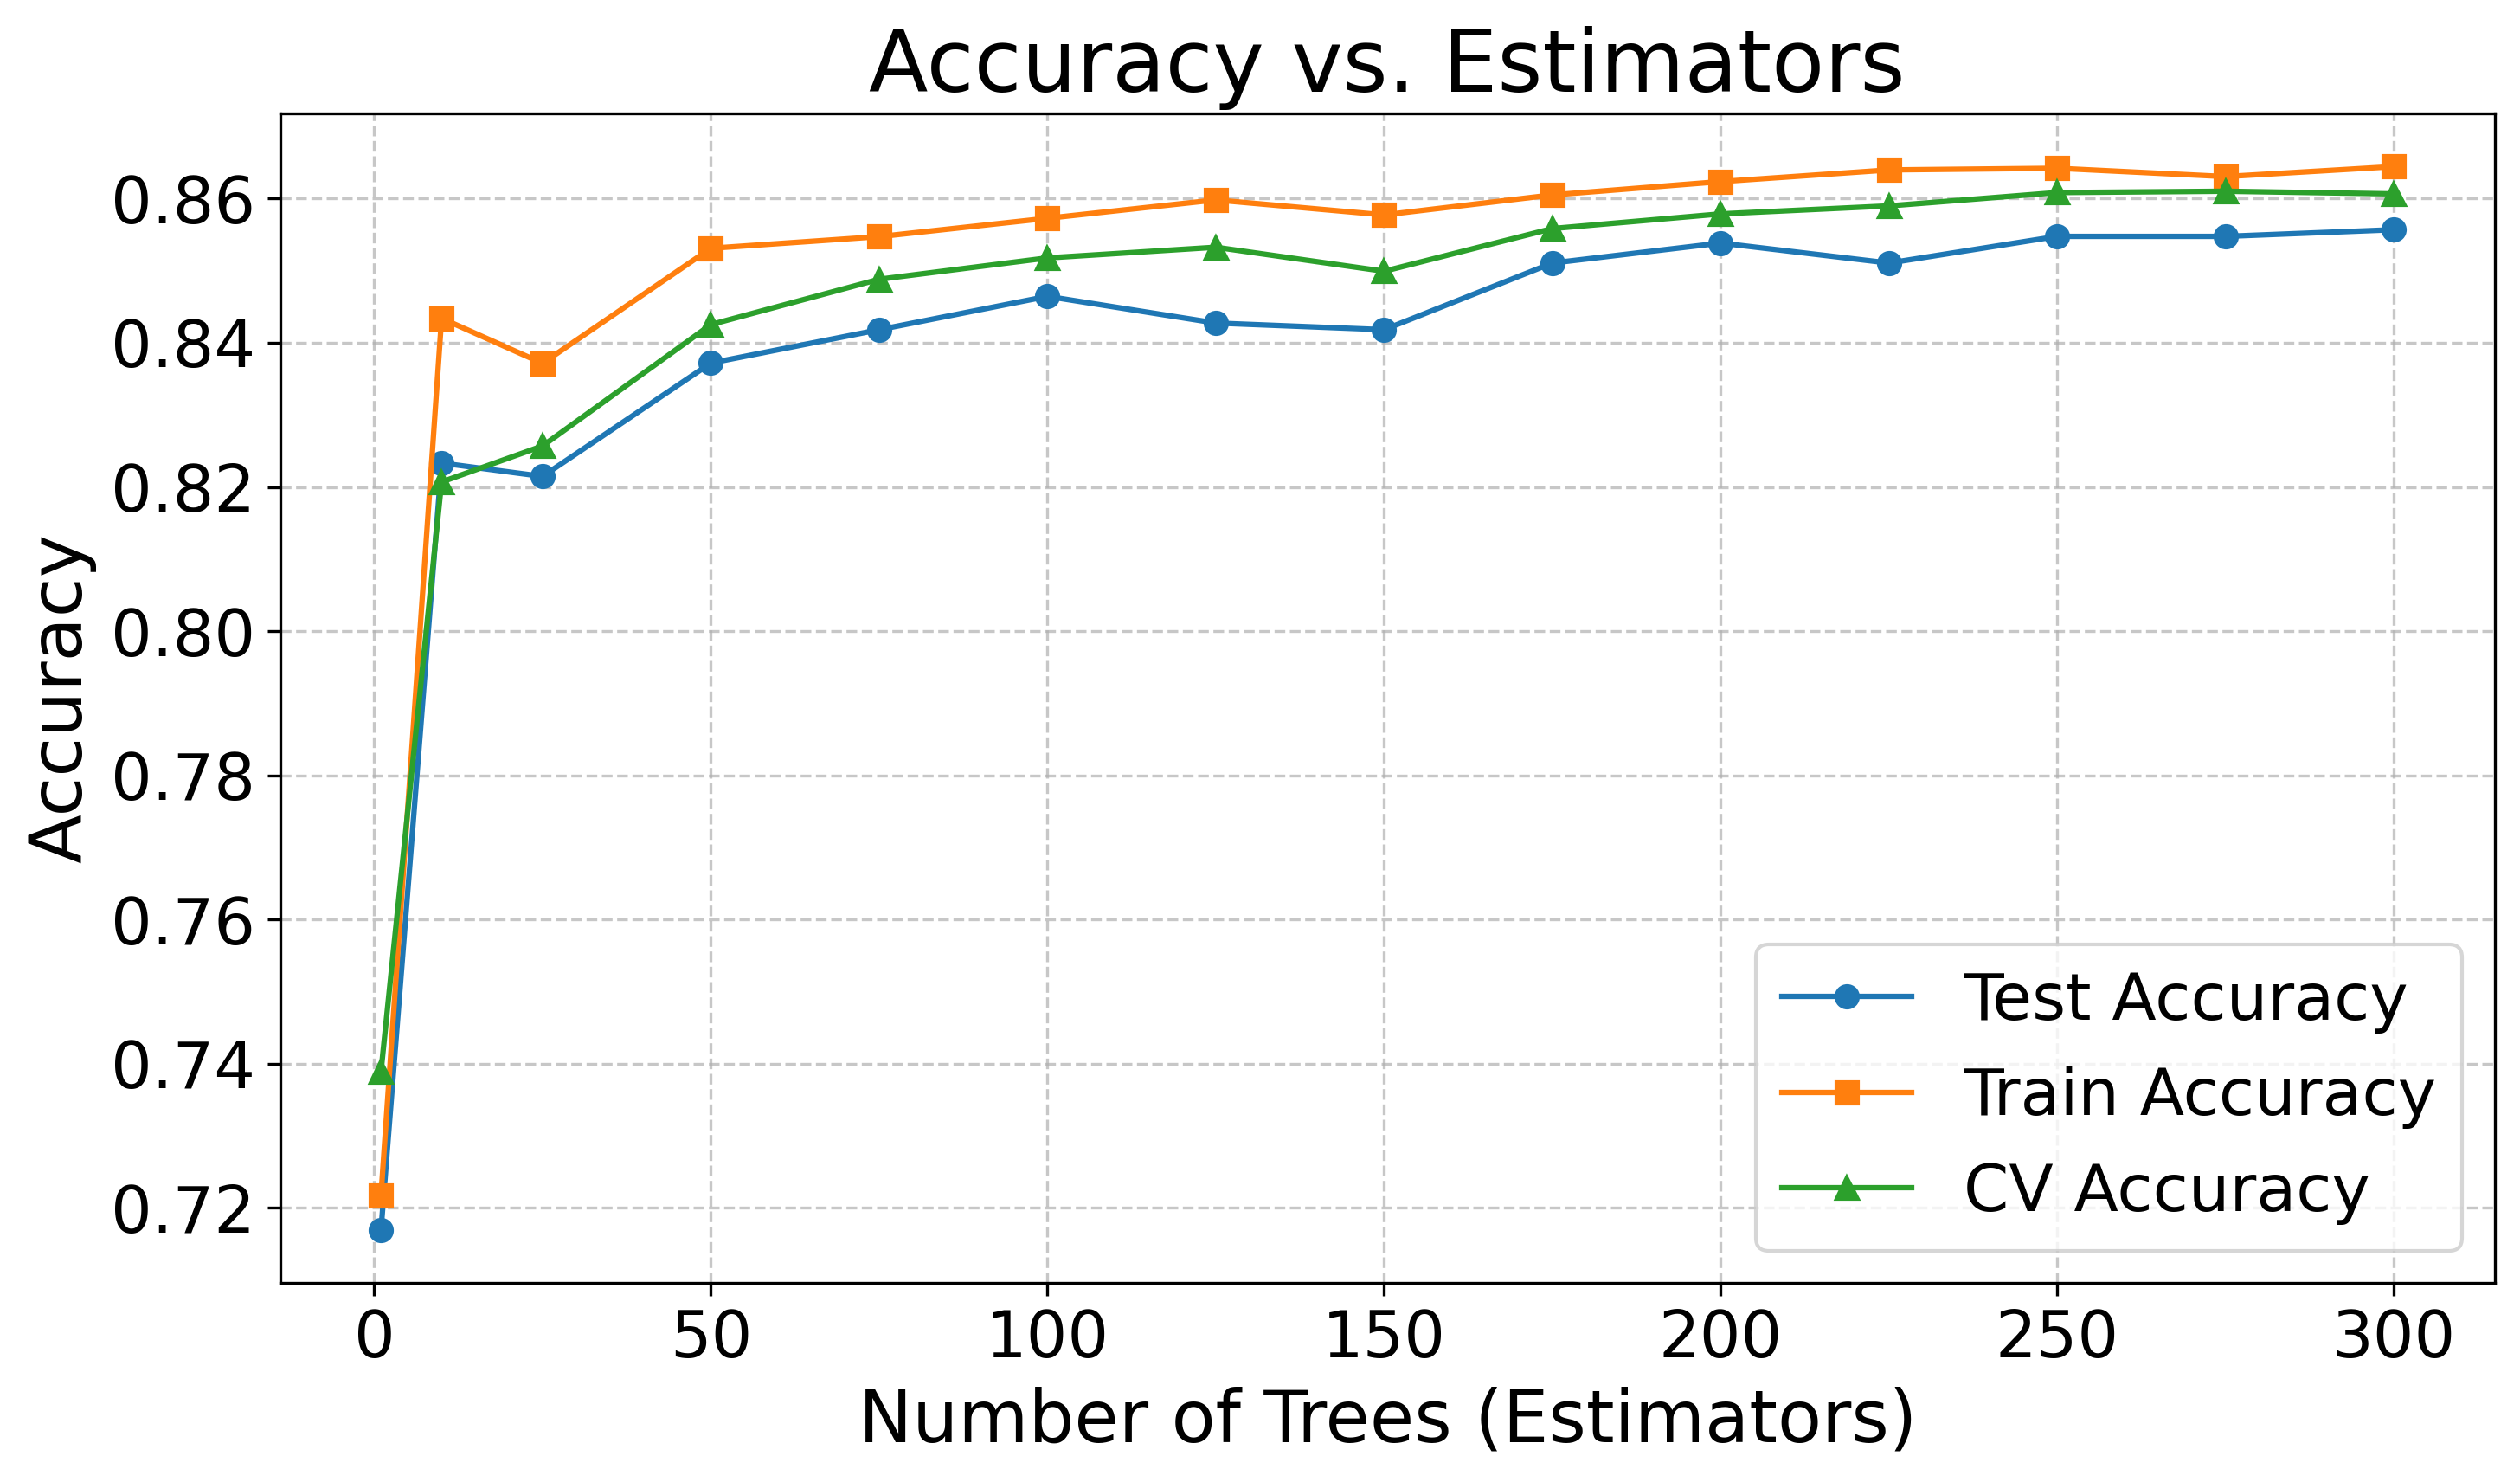 Accuracy vs. Estimators
Accuracy
0.86
0.84
0.82
0.80
0.78
0.76
0.74
0.72
0 50 100 150 200 250 300
Number of Trees (Estimators)
Test Accuracy
Train Accuracy
CV Accuracy